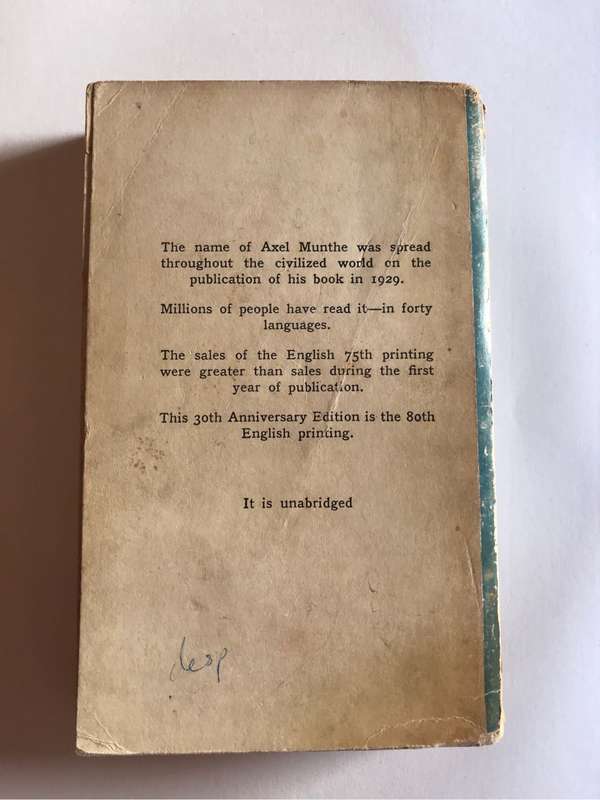 The name of Axel Munthe was spread
throughout the civilized world on the
publication of his book in 1929.
Millions of people have read it—in forty
languages.
The sales of the English 75th printing
were greater than sales during the first
year of publication.
This 30th Anniversary Edition is the 80th
English printing.
It is unabridged